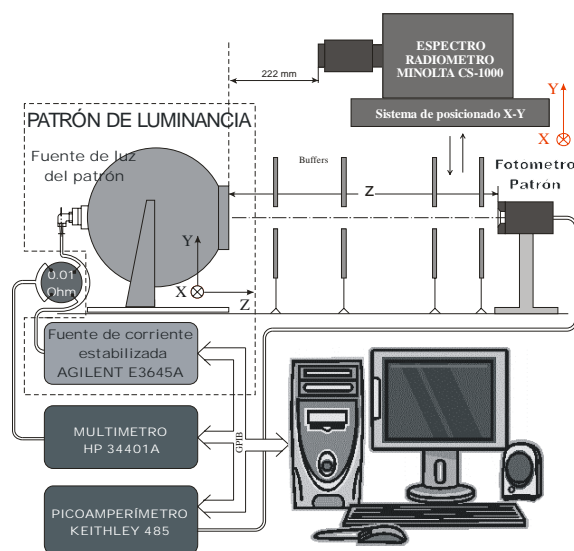 ESPECTRO
RADIOMETRO
MINOLTA CS-1000
222 mm
Sistema de posicionado X-Y
Y
X
PATRÓN DE LUMINANCIA
Fuente de luz
del patrón
Buffers
Z
Fotometro
Patrón
Y
X
Z
0.01
Ohm
Fuente de corriente
estabilizada
AGILENT E3645A
MULTIMETRO
HP 34401A
GPIB
PICOAMPERÍMETRO
KEITHLEY 485